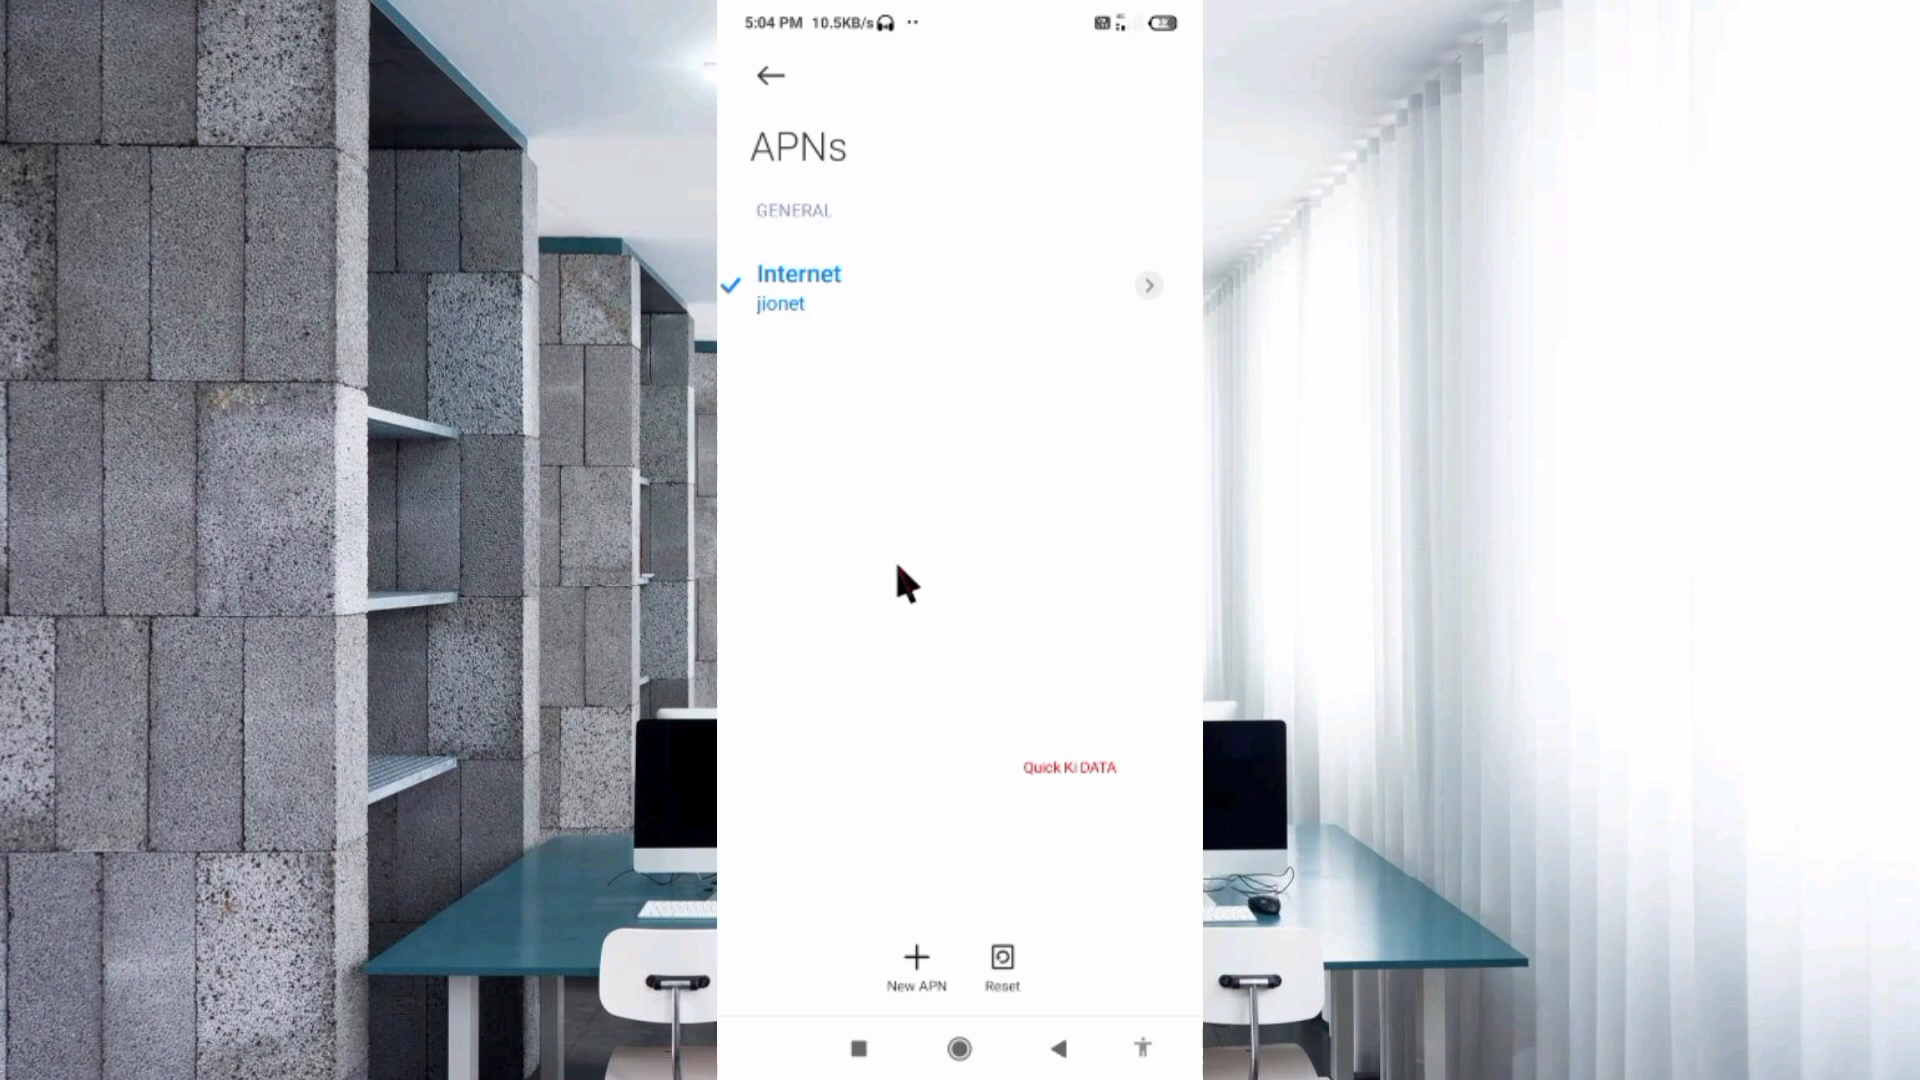 5:04 PM 10.5KB/s
APNs
GENERAL
Internet
jionet
Quick Ki DATA
New APN
Reset